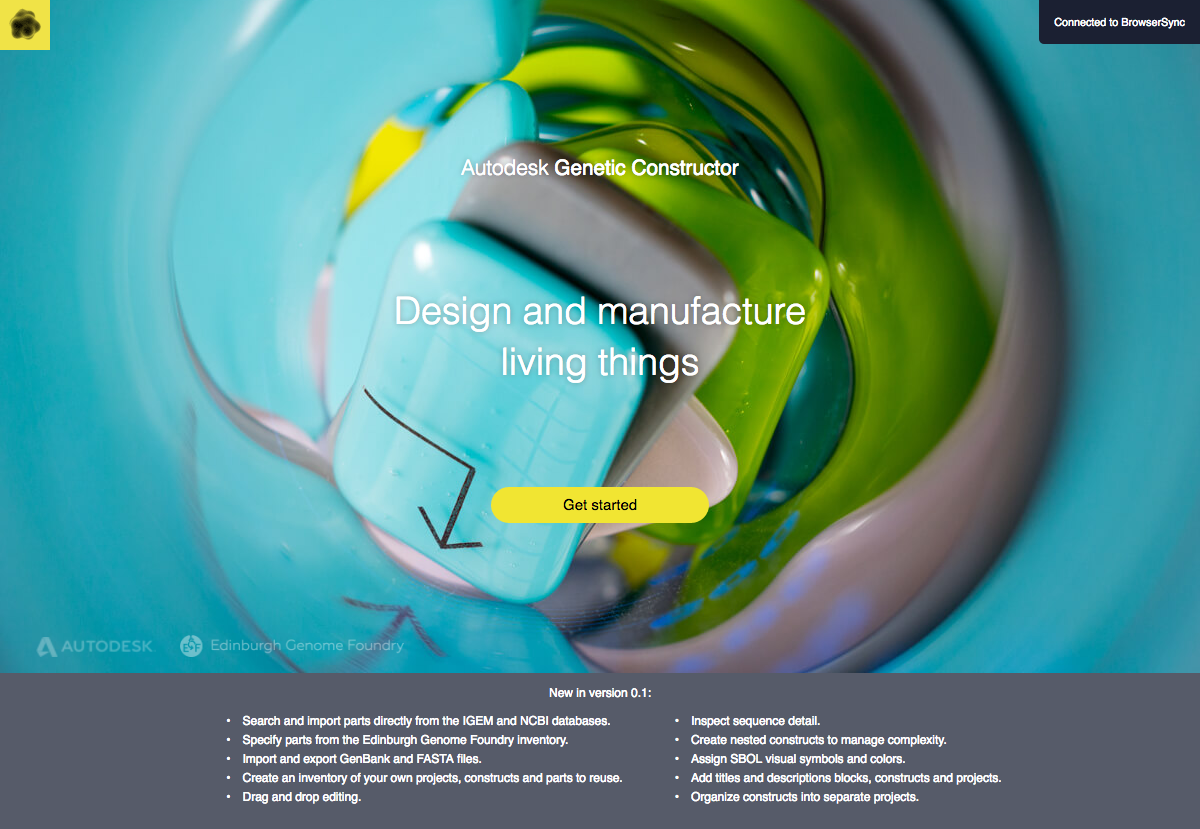 Connected to BrowserSync
Autodesk Genetic Constructor
Design and manufacture
living things
Get started
AUTODESK
EGF Edinburgh Genome Foundry
New in version 0.1:
• Search and import parts directly from the IGEM and NCBI databases.
• Specify parts from the Edinburgh Genome Foundry inventory.
• Import and export GenBank and FASTA files.
• Create an inventory of your own projects, constructs and parts to reuse.
• Drag and drop editing.
• Inspect sequence detail.
• Create nested constructs to manage complexity.
• Assign SBOL visual symbols and colors.
• Add titles and descriptions blocks, constructs and projects.
• Organize constructs into separate projects.